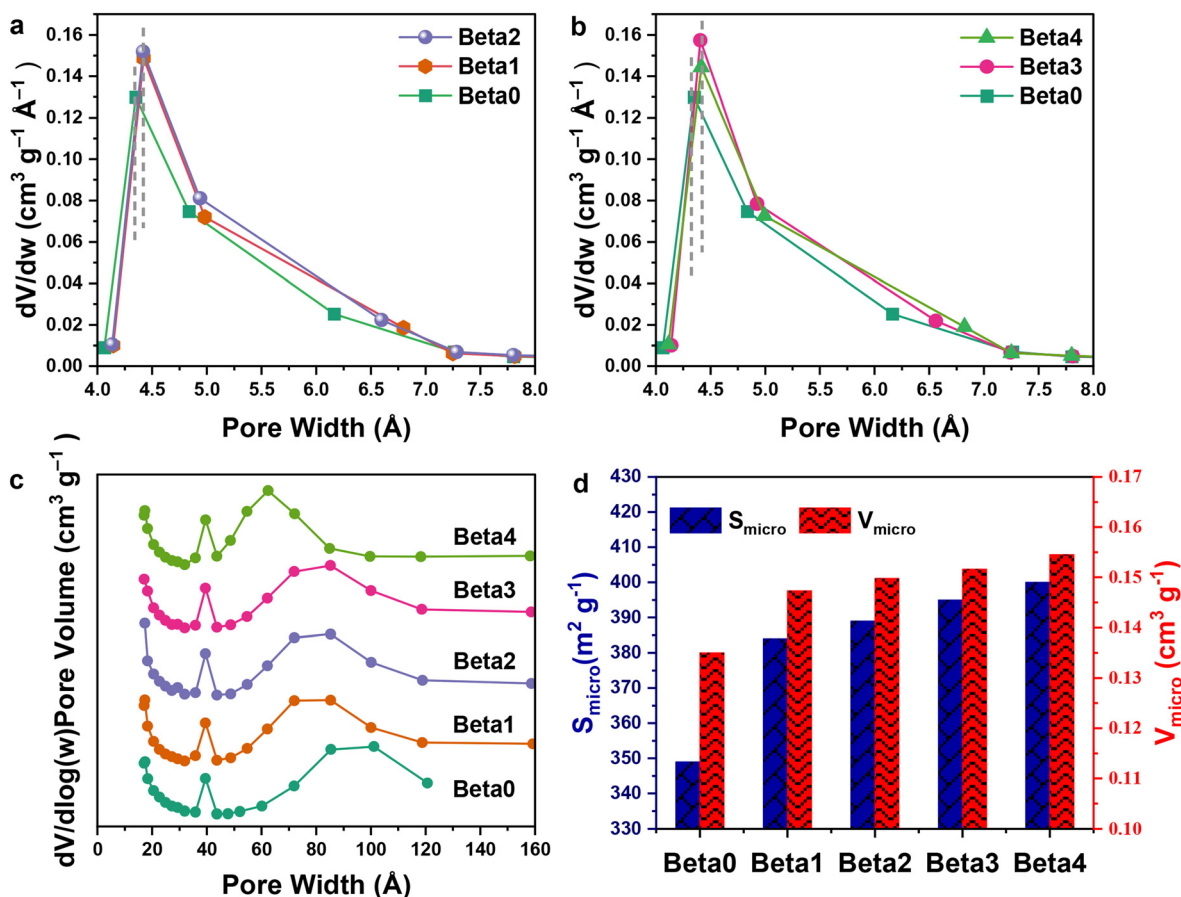 a
Beta2
Beta1
Beta0
dV/dw (cm³ g⁻¹ Å⁻¹)
0.16
0.14
0.12
0.10
0.08
0.06
0.04
0.02
0.00
4.0 4.5 5.0 5.5 6.0 6.5 7.0 7.5 8.0
Pore Width (Å)
b
Beta4
Beta3
Beta0
dV/dw (cm³ g⁻¹ Å⁻¹)
0.16
0.14
0.12
0.10
0.08
0.06
0.04
0.02
0.00
4.0 4.5 5.0 5.5 6.0 6.5 7.0 7.5 8.0
Pore Width (Å)
c
dV/dlog(w)Pore Volume (cm³ g⁻¹)
Beta4
Beta3
Beta2
Beta1
Beta0
0 20 40 60 80 100 120 140 160
Pore Width (Å)
d
S_micro V_micro
S_micro(m² g⁻¹)
430
420
410
400
390
380
370
360
350
340
330
0.17
0.16
0.15
0.14
0.13
0.12
0.11
0.10
V_micro (cm³ g⁻¹)
Beta0 Beta1 Beta2 Beta3 Beta4